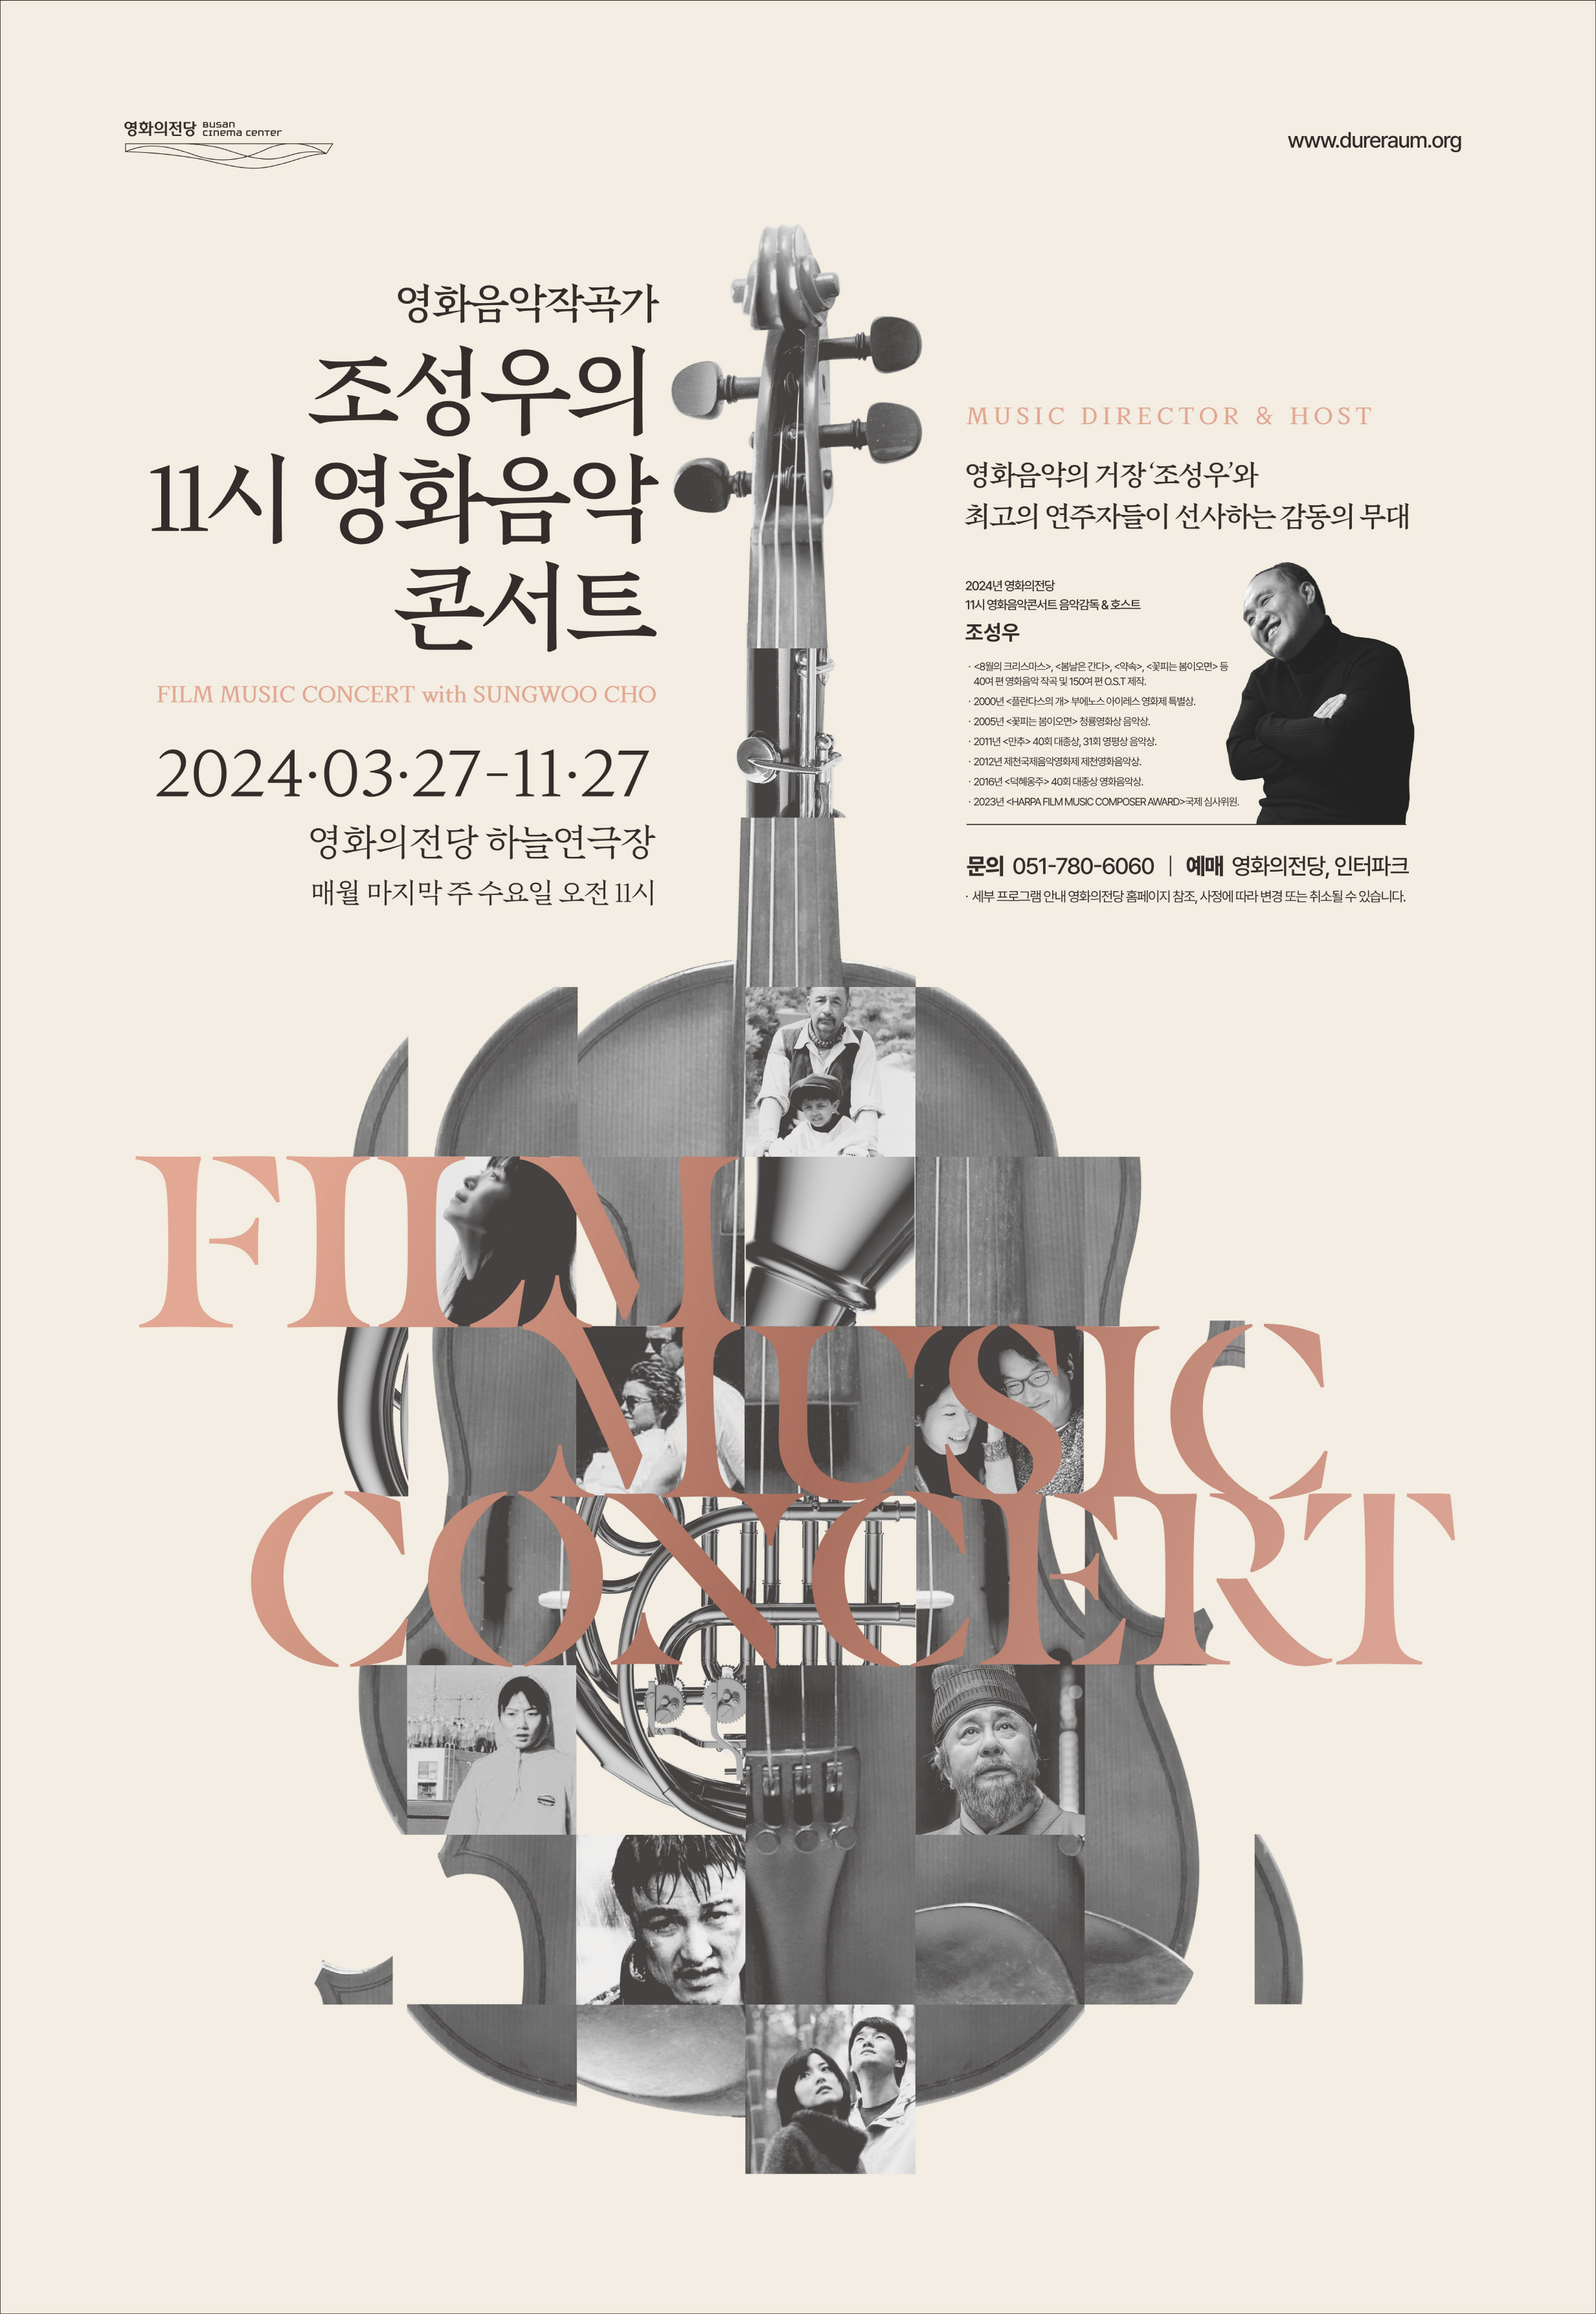 영화의전당 Busan cinema center
www.dureraum.org
영화음악작곡가
조성우의
11시 영화음악
콘서트
FILM MUSIC CONCERT with SUNGWOO CHO
2024·03·27-11·27
영화의전당 하늘연극장
매월 마지막 주 수요일 오전 11시
MUSIC DIRECTOR & HOST
영화음악의 거장 ‘조성우’와
최고의 연주자들이 선사하는 감동의 무대
2024년 영화의전당
11시 영화음악콘서트 음악감독 & 호스트
조성우
· <8월의 크리스마스>, <봄날은 간다>, <약속>, <꽃피는 봄이오면> 등
40여 편 영화음악 작곡 및 150여 편 O.S.T 제작.
· 2000년 <플란다스의 개> 부에노스 아이레스 영화제 특별상.
· 2005년 <꽃피는 봄이오면> 청룡영화상 음악상.
· 2011년 <만추> 40회 대종상, 31회 영평상 음악상.
· 2012년 제천국제음악영화제 제천영화음악상.
· 2016년 <덕혜옹주> 40회 대종상 영화음악상.
· 2023년 <HARPA FILM MUSIC COMPOSER AWARD>국제 심사위원.
문의 051-780-6060 | 예매 영화의전당, 인터파크
· 세부 프로그램 안내 영화의전당 홈페이지 참조, 사정에 따라 변경 또는 취소될 수 있습니다.
FILM
MUSIC
CONCERT